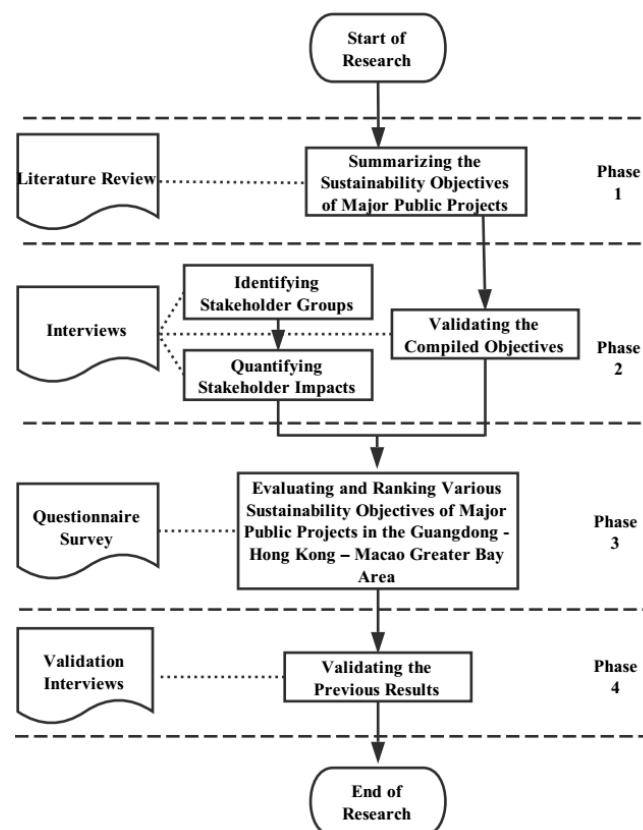 Start of
Research
Literature Review
Summarizing the
Sustainability Objectives
of Major Public Projects
Phase
1
Identifying
Stakeholder Groups
Interviews
Validating the
Compiled Objectives
Quantifying
Stakeholder Impacts
Phase
2
Questionnaire
Survey
Evaluating and Ranking Various
Sustainability Objectives of Major
Public Projects in the Guangdong -
Hong Kong – Macao Greater Bay
Area
Phase
3
Validation
Interviews
Validating the
Previous Results
Phase
4
End of
Research